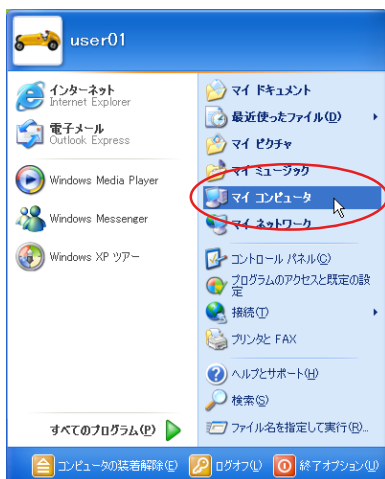 user01
インターネット
Internet Explorer
電子メール
Outlook Express
Windows Media Player
Windows Messenger
Windows XP ツアー
すべてのプログラム(P)
マイ ドキュメント
最近使ったファイル(D)
マイ ピクチャ
マイ ミュージック
マイ コンピュータ
マイ ネットワーク
コントロール パネル(C)
プログラムのアクセスと既定の設
定
接続(T)
プリンタと FAX
ヘルプとサポート(H)
検索(S)
ファイル名を指定して実行(R)...
コンピュータの装着解除(E)
ログオフ(L)
終了オプション(U)